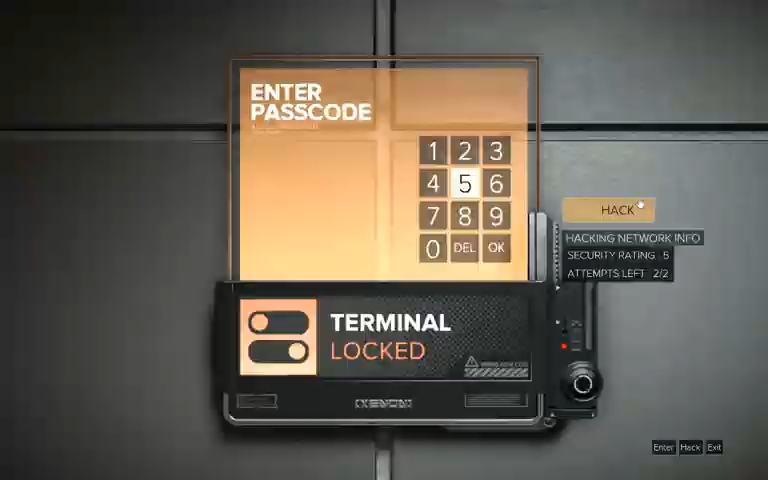 ENTER
PASSCODE
1 2 3
4 5 6
7 8 9
0 DEL OK
HACK
HACKING NETWORK INFO
SECURITY RATING 5
ATTEMPTS LEFT 2/2
TERMINAL
LOCKED
Enter Hack Exit